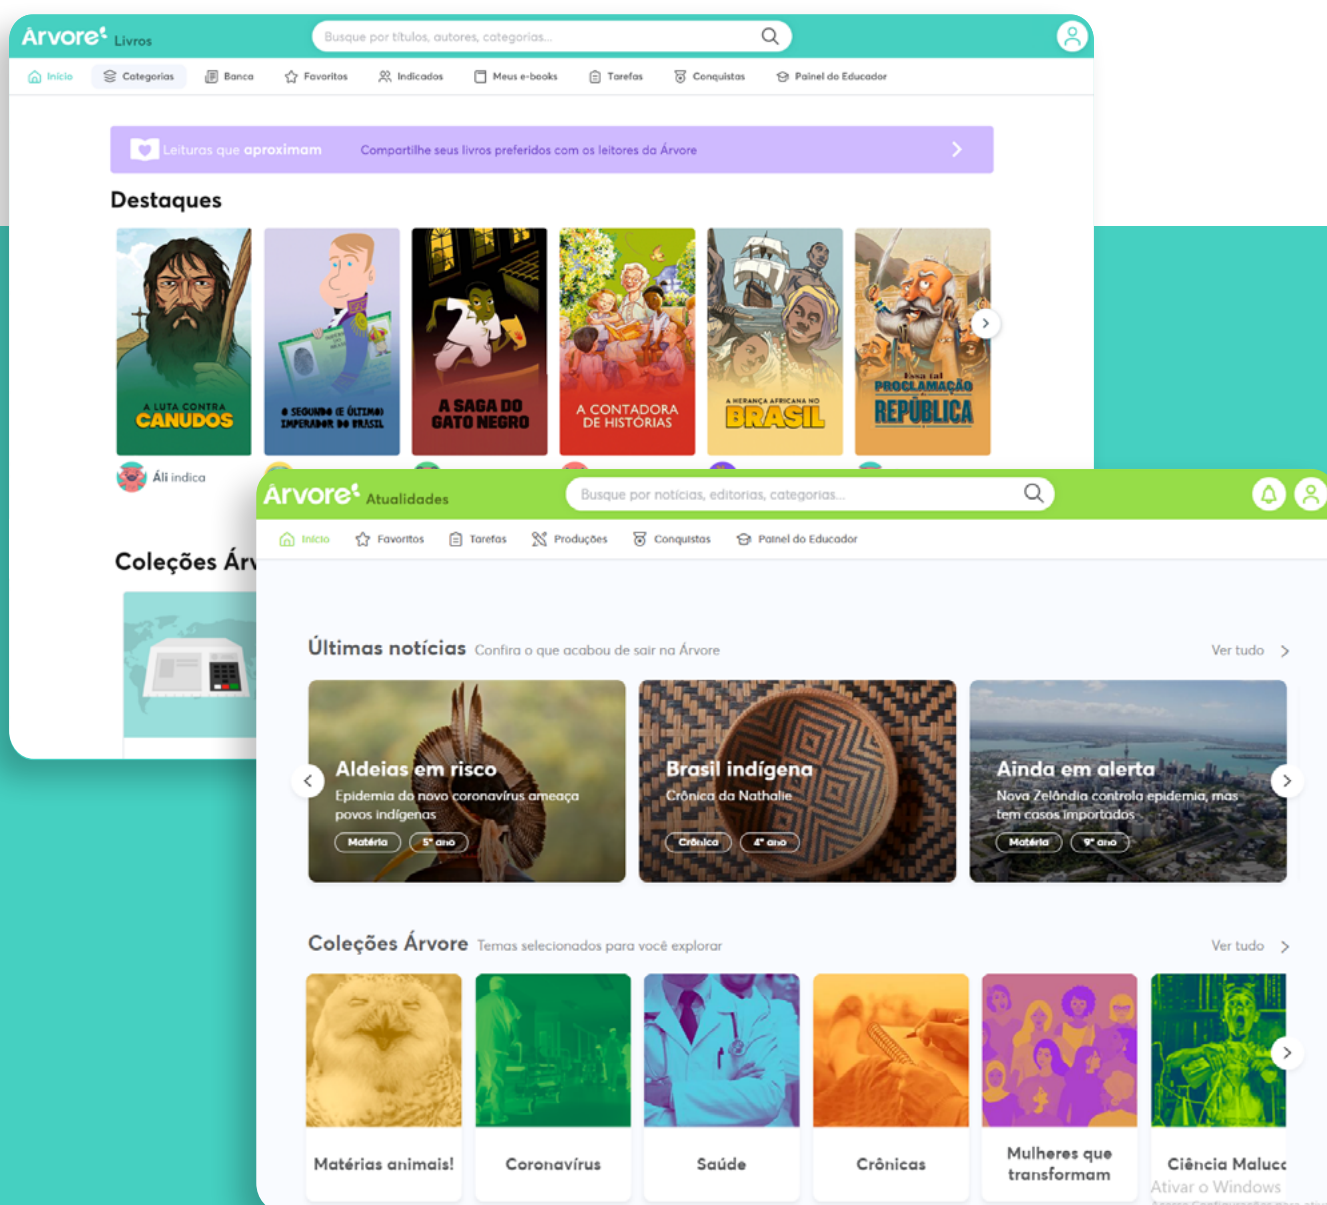 Árvore Livros
Busque por títulos, autores, categorias...
Início Categorias Banca Favoritos Indicados Meus e-books Tarefas Conquistas Painel do Educador
Leituras que aproximam Compartilhe seus livros preferidos com os leitores da Árvore
Destaques
A LUTA CONTRA
CANUDOS
O SEGUNDO (E ÚLTIMO)
IMPERADOR DO BRASIL
A SAGA DO
GATO NEGRO
A CONTADORA
DE HISTÓRIAS
A HERANÇA AFRICANA NO
BRASIL
Essa tal
PROCLAMAÇÃO
REPÚBLICA
Áli indica
Coleções Árv
Árvore Atualidades
Busque por notícias, editorias, categorias...
Início Favoritos Tarefas Produções Conquistas Painel do Educador
Últimas notícias Confira o que acabou de sair na Árvore Ver tudo
Aldeias em risco
Epidemia do novo coronavírus ameaça
povos indígenas
Matéria 5º ano
Brasil indígena
Crônica da Nathalie
Crônica 4º ano
Ainda em alerta
Nova Zelândia controla epidemia, mas
tem casos importados
Matéria 9º ano
Coleções Árvore Temas selecionados para você explorar Ver tudo
Matérias animais!
Coronavírus
Saúde
Crônicas
Mulheres que
transformam
Ciência Maluc
Ativar o Windows